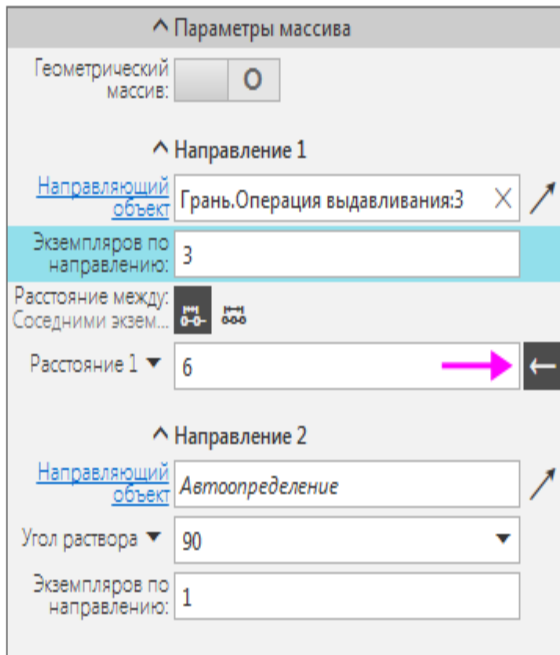 Параметры массива
Геометрический
массив:
O
Направление 1
Направляющий
объект
Грань.Операция выдавливания:3
Экземпляров по
направлению:
3
Расстояние между:
Соседними экзем...
Расстояние 1
6
Направление 2
Направляющий
объект
Автоопределение
Угол раствора
90
Экземпляров по
направлению:
1